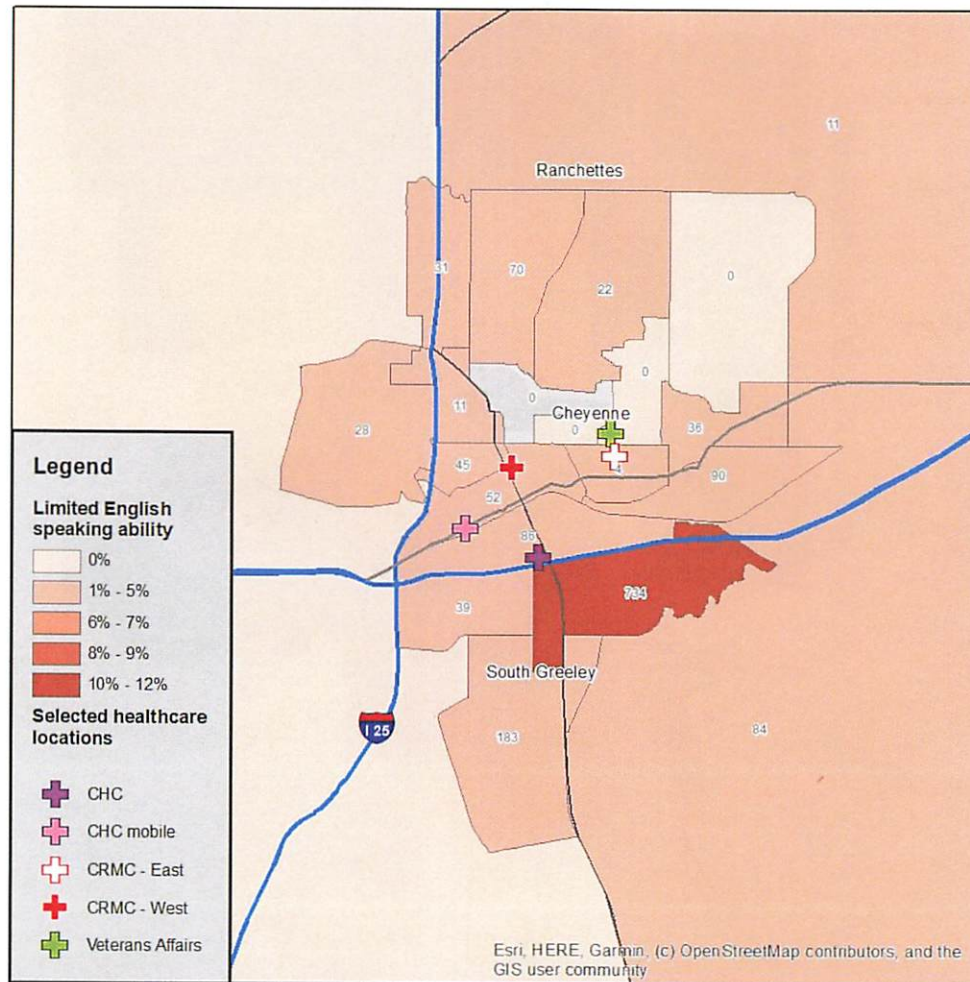 11
Ranchettes
31
70
22
0
0
0
Cheyenne
0
11
36
28
45
4
90
52
86
734
39
South Greeley
183
84
I 25
Legend
Limited English
speaking ability
0%
1% - 5%
6% - 7%
8% - 9%
10% - 12%
Selected healthcare
locations
CHC
CHC mobile
CRMC - East
CRMC - West
Veterans Affairs
Esri, HERE, Garmin, (c) OpenStreetMap contributors, and the
GIS user community